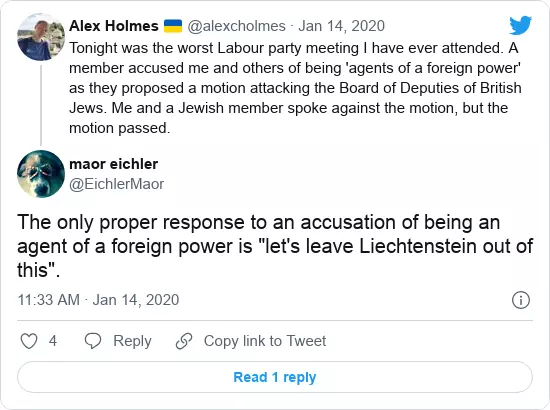 Alex Holmes 🇺🇦 @alexcholmes · Jan 14, 2020
Tonight was the worst Labour party meeting I have ever attended. A
member accused me and others of being 'agents of a foreign power'
as they proposed a motion attacking the Board of Deputies of British
Jews. Me and a Jewish member spoke against the motion, but the
motion passed.
maor eichler
@EichlerMaor
The only proper response to an accusation of being an
agent of a foreign power is "let's leave Liechtenstein out of
this".
11:33 AM · Jan 14, 2020
4 Reply Copy link to Tweet
Read 1 reply